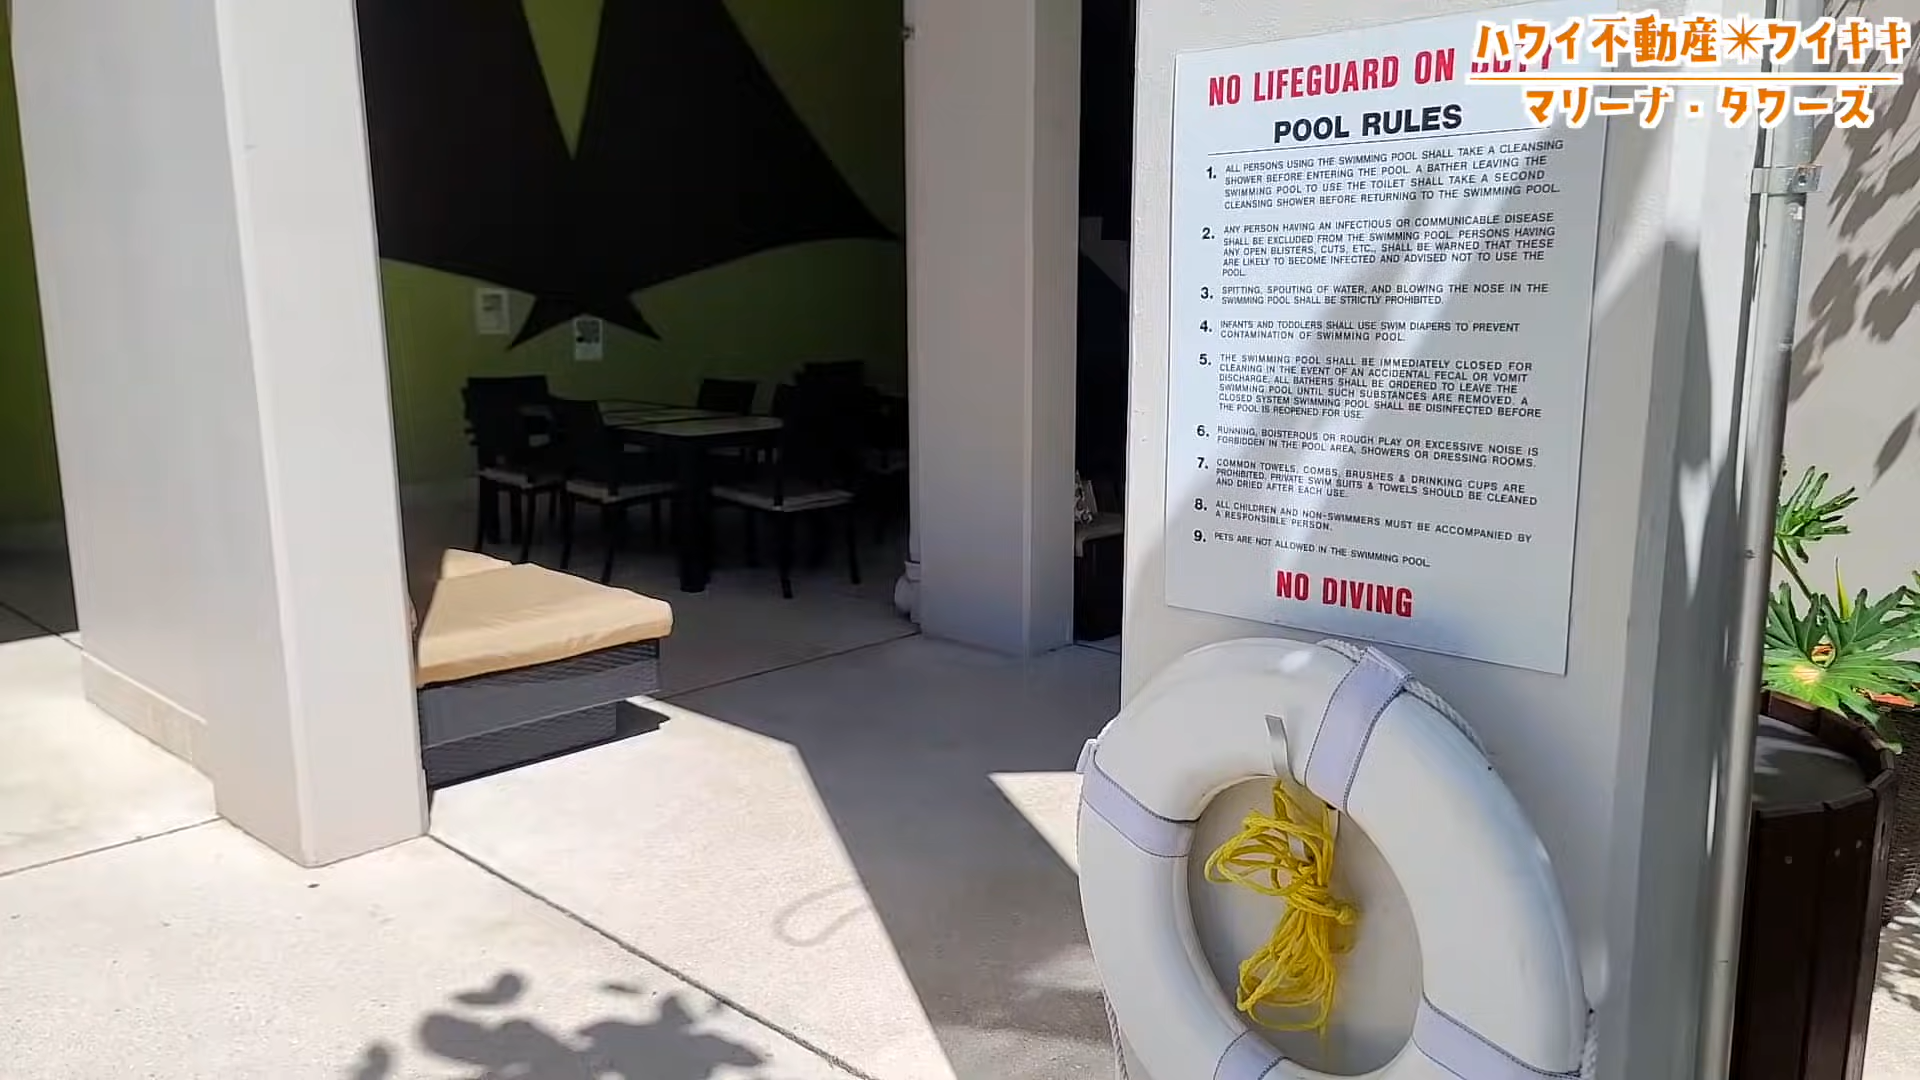 ハワイ不動産✴ワイキキ
マリーナ・タワーズ
NO LIFEGUARD ON DUTY
POOL RULES
1. ALL PERSONS USING THE SWIMMING POOL SHALL TAKE A CLEANSING
SHOWER BEFORE ENTERING THE POOL. A BATHER LEAVING THE
SWIMMING POOL TO USE THE TOILET SHALL TAKE A SECOND
CLEANSING SHOWER BEFORE RETURNING TO THE SWIMMING POOL.
2. ANY PERSON HAVING AN INFECTIOUS OR COMMUNICABLE DISEASE
SHALL BE EXCLUDED FROM THE SWIMMING POOL. PERSONS HAVING
ANY OPEN BLISTERS, CUTS, ETC., SHALL BE WARNED THAT THESE
ARE LIKELY TO BECOME INFECTED AND ADVISED NOT TO USE THE
POOL.
3. SPITTING, SPOUTING OF WATER, AND BLOWING THE NOSE IN THE
SWIMMING POOL SHALL BE STRICTLY PROHIBITED.
4. INFANTS AND TODDLERS SHALL USE SWIM DIAPERS TO PREVENT
CONTAMINATION OF SWIMMING POOL.
5. THE SWIMMING POOL SHALL BE IMMEDIATELY CLOSED FOR
CLEANING IN THE EVENT OF AN ACCIDENTAL FECAL OR VOMIT
DISCHARGE. ALL BATHERS SHALL BE ORDERED TO LEAVE THE
SWIMMING POOL UNTIL SUCH SUBSTANCES ARE REMOVED. A
CLOSED SYSTEM SWIMMING POOL SHALL BE DISINFECTED BEFORE
THE POOL IS REOPENED FOR USE.
6. RUNNING, BOISTEROUS OR ROUGH PLAY OR EXCESSIVE NOISE IS
FORBIDDEN IN THE POOL AREA, SHOWERS OR DRESSING ROOMS.
7. COMMON TOWELS, COMBS, BRUSHES & DRINKING CUPS ARE
PROHIBITED. PRIVATE SWIM SUITS & TOWELS SHOULD BE CLEANED
AND DRIED AFTER EACH USE.
8. ALL CHILDREN AND NON-SWIMMERS MUST BE ACCOMPANIED BY
A RESPONSIBLE PERSON.
9. PETS ARE NOT ALLOWED IN THE SWIMMING POOL.
NO DIVING